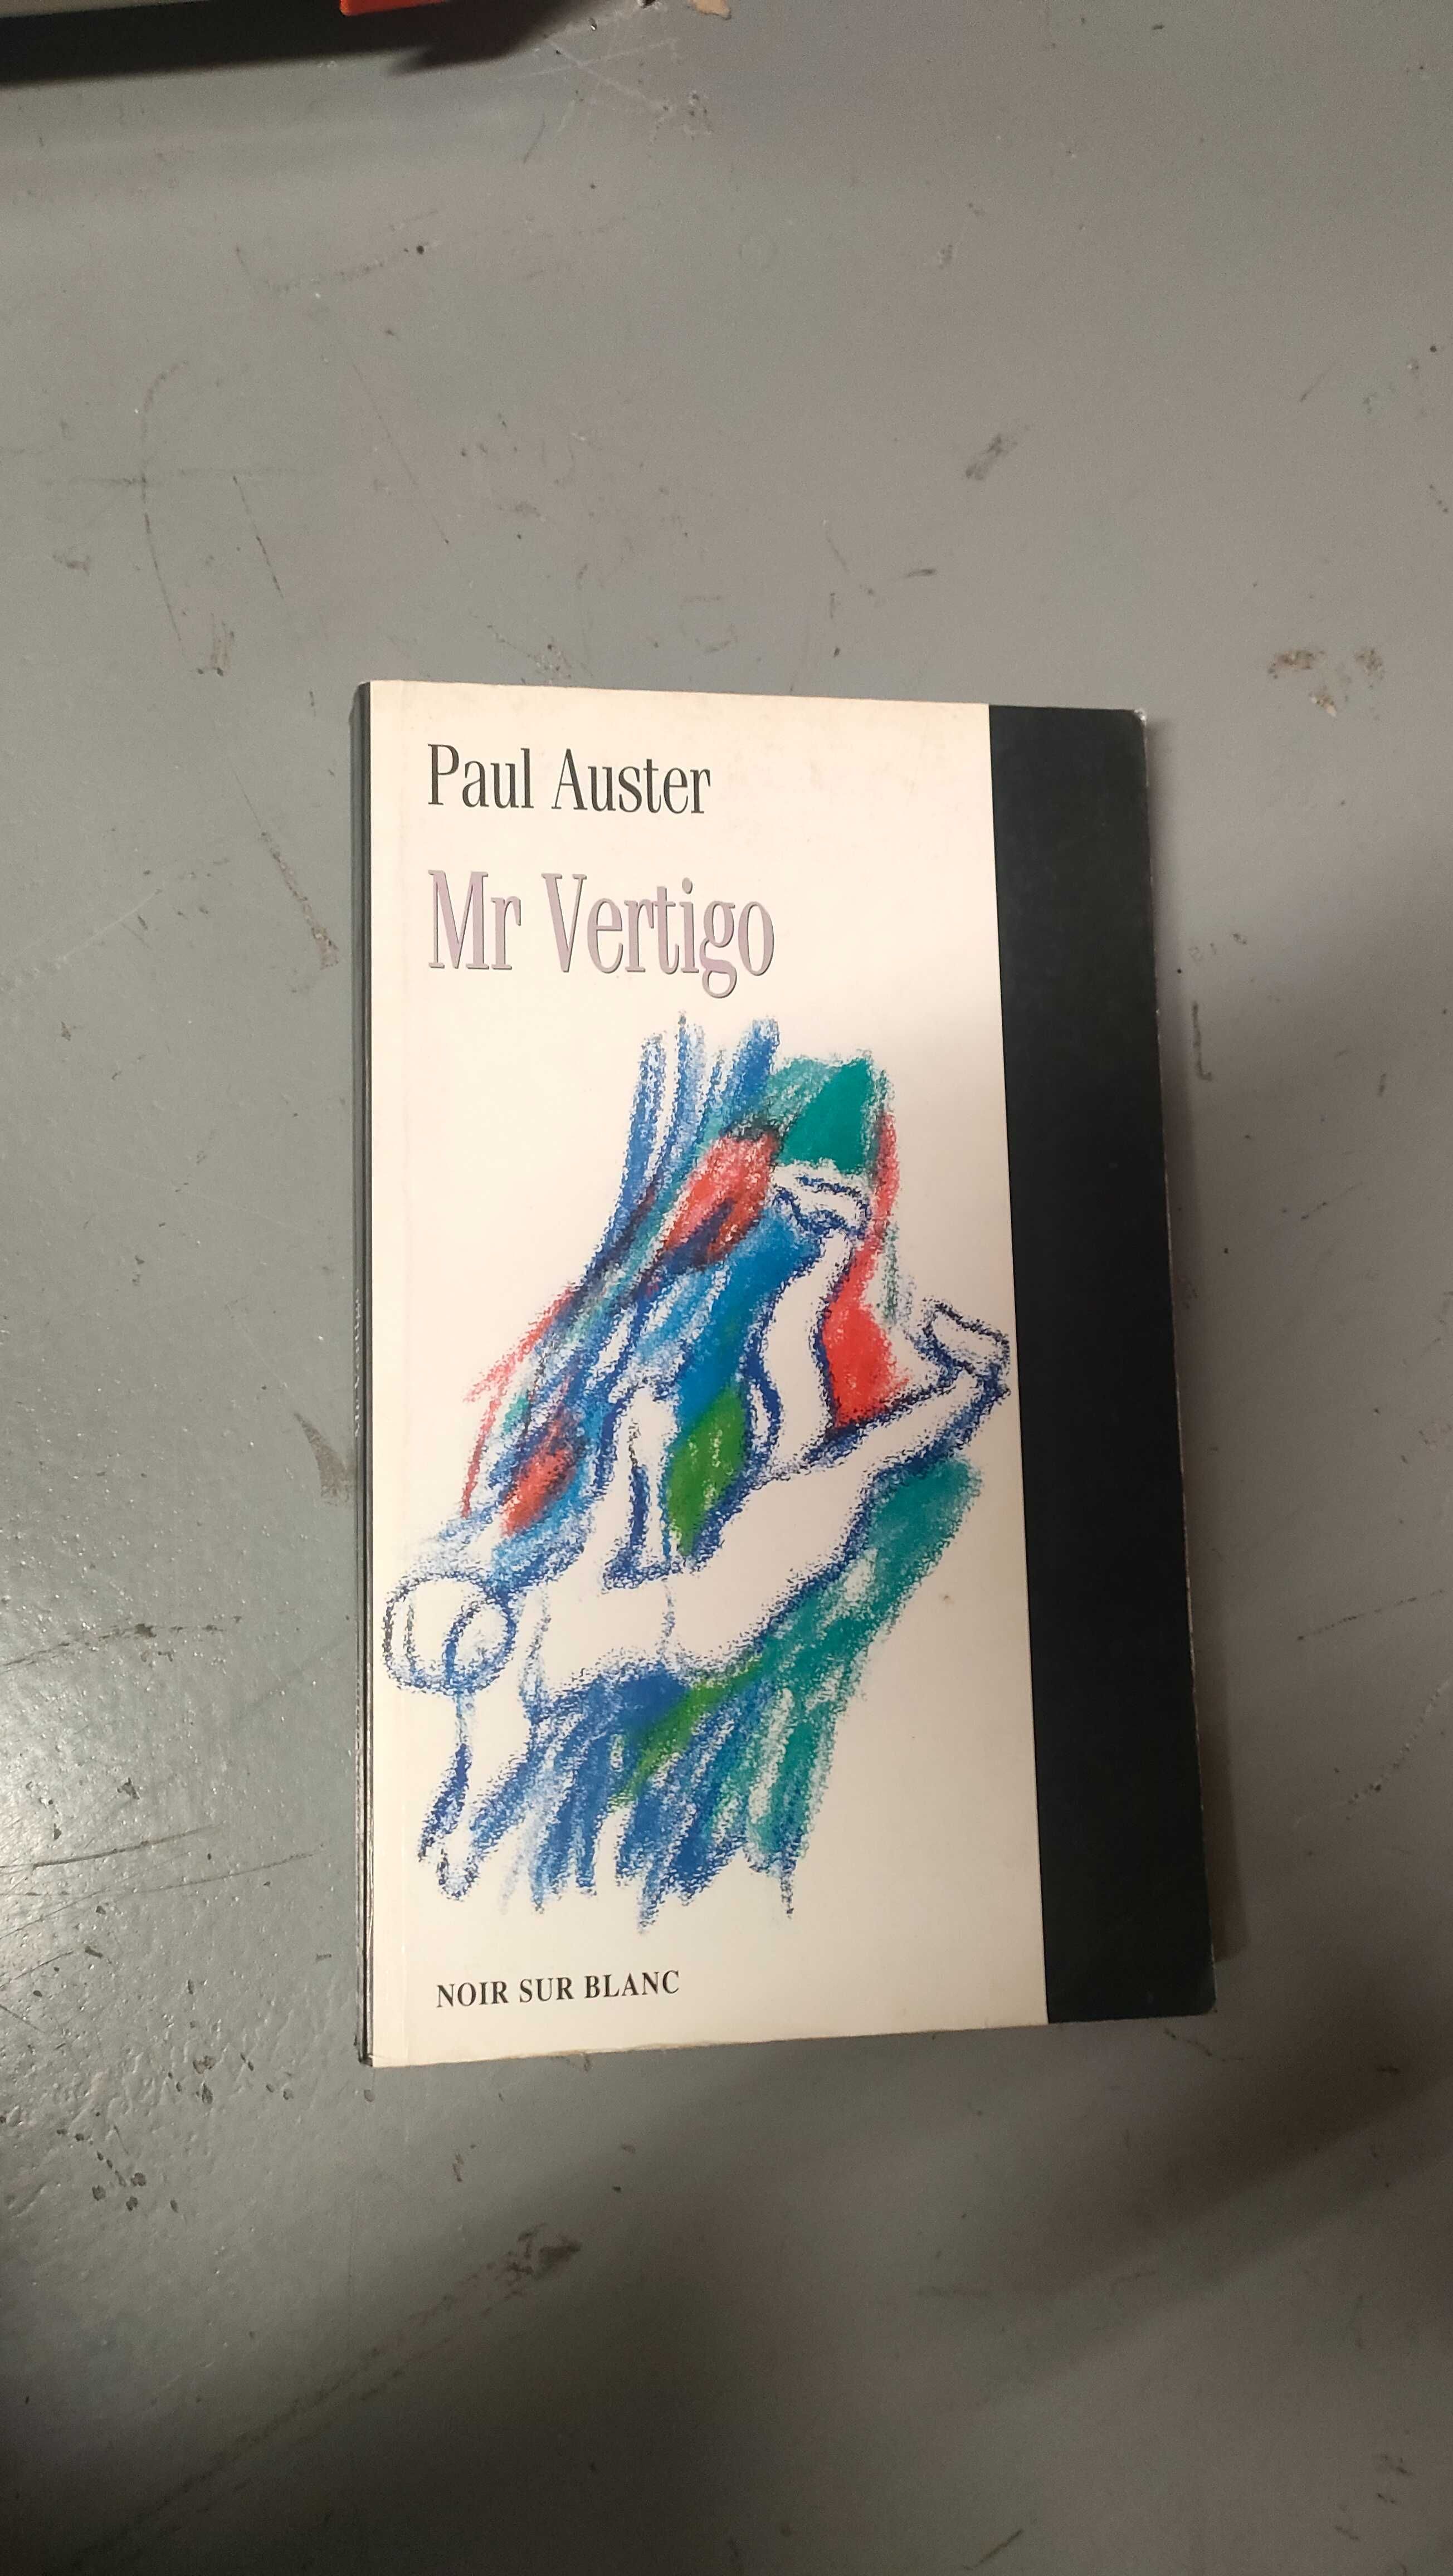 Paul Auster
Mr Vertigo
NOIR SUR BLANC